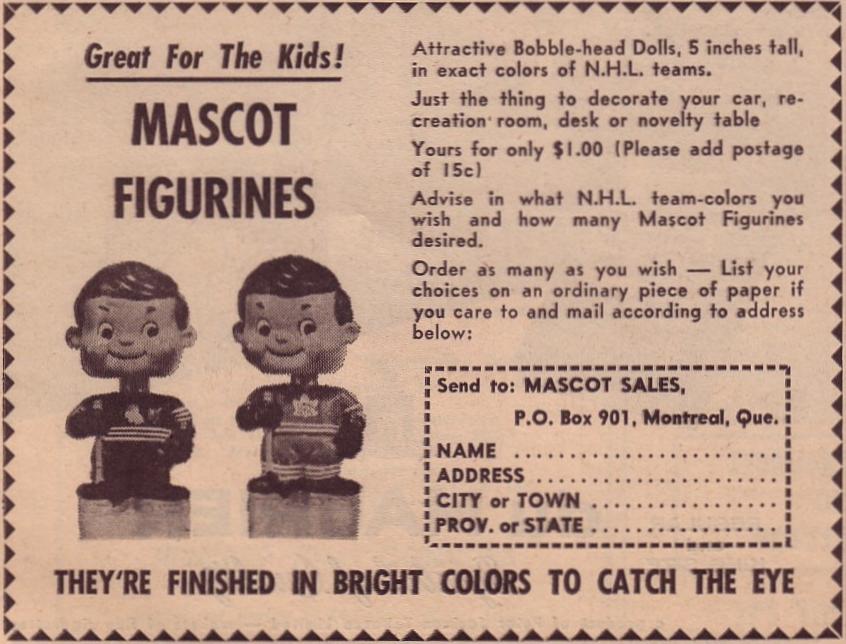 Great For The Kids!
MASCOT
FIGURINES
Attractive Bobble-head Dolls, 5 inches tall,
in exact colors of N.H.L. teams.
Just the thing to decorate your car, re-
creation room, desk or novelty table
Yours for only $1.00 (Please add postage
of 15c)
Advise in what N.H.L. team-colors you
wish and how many Mascot Figurines
desired.
Order as many as you wish — List your
choices on an ordinary piece of paper if
you care to and mail according to address
below:
Send to: MASCOT SALES,
P.O. Box 901, Montreal, Que.
NAME ..........................
ADDRESS ........................
CITY or TOWN ...................
PROV. or STATE ...................
THEY'RE FINISHED IN BRIGHT COLORS TO CATCH THE EYE